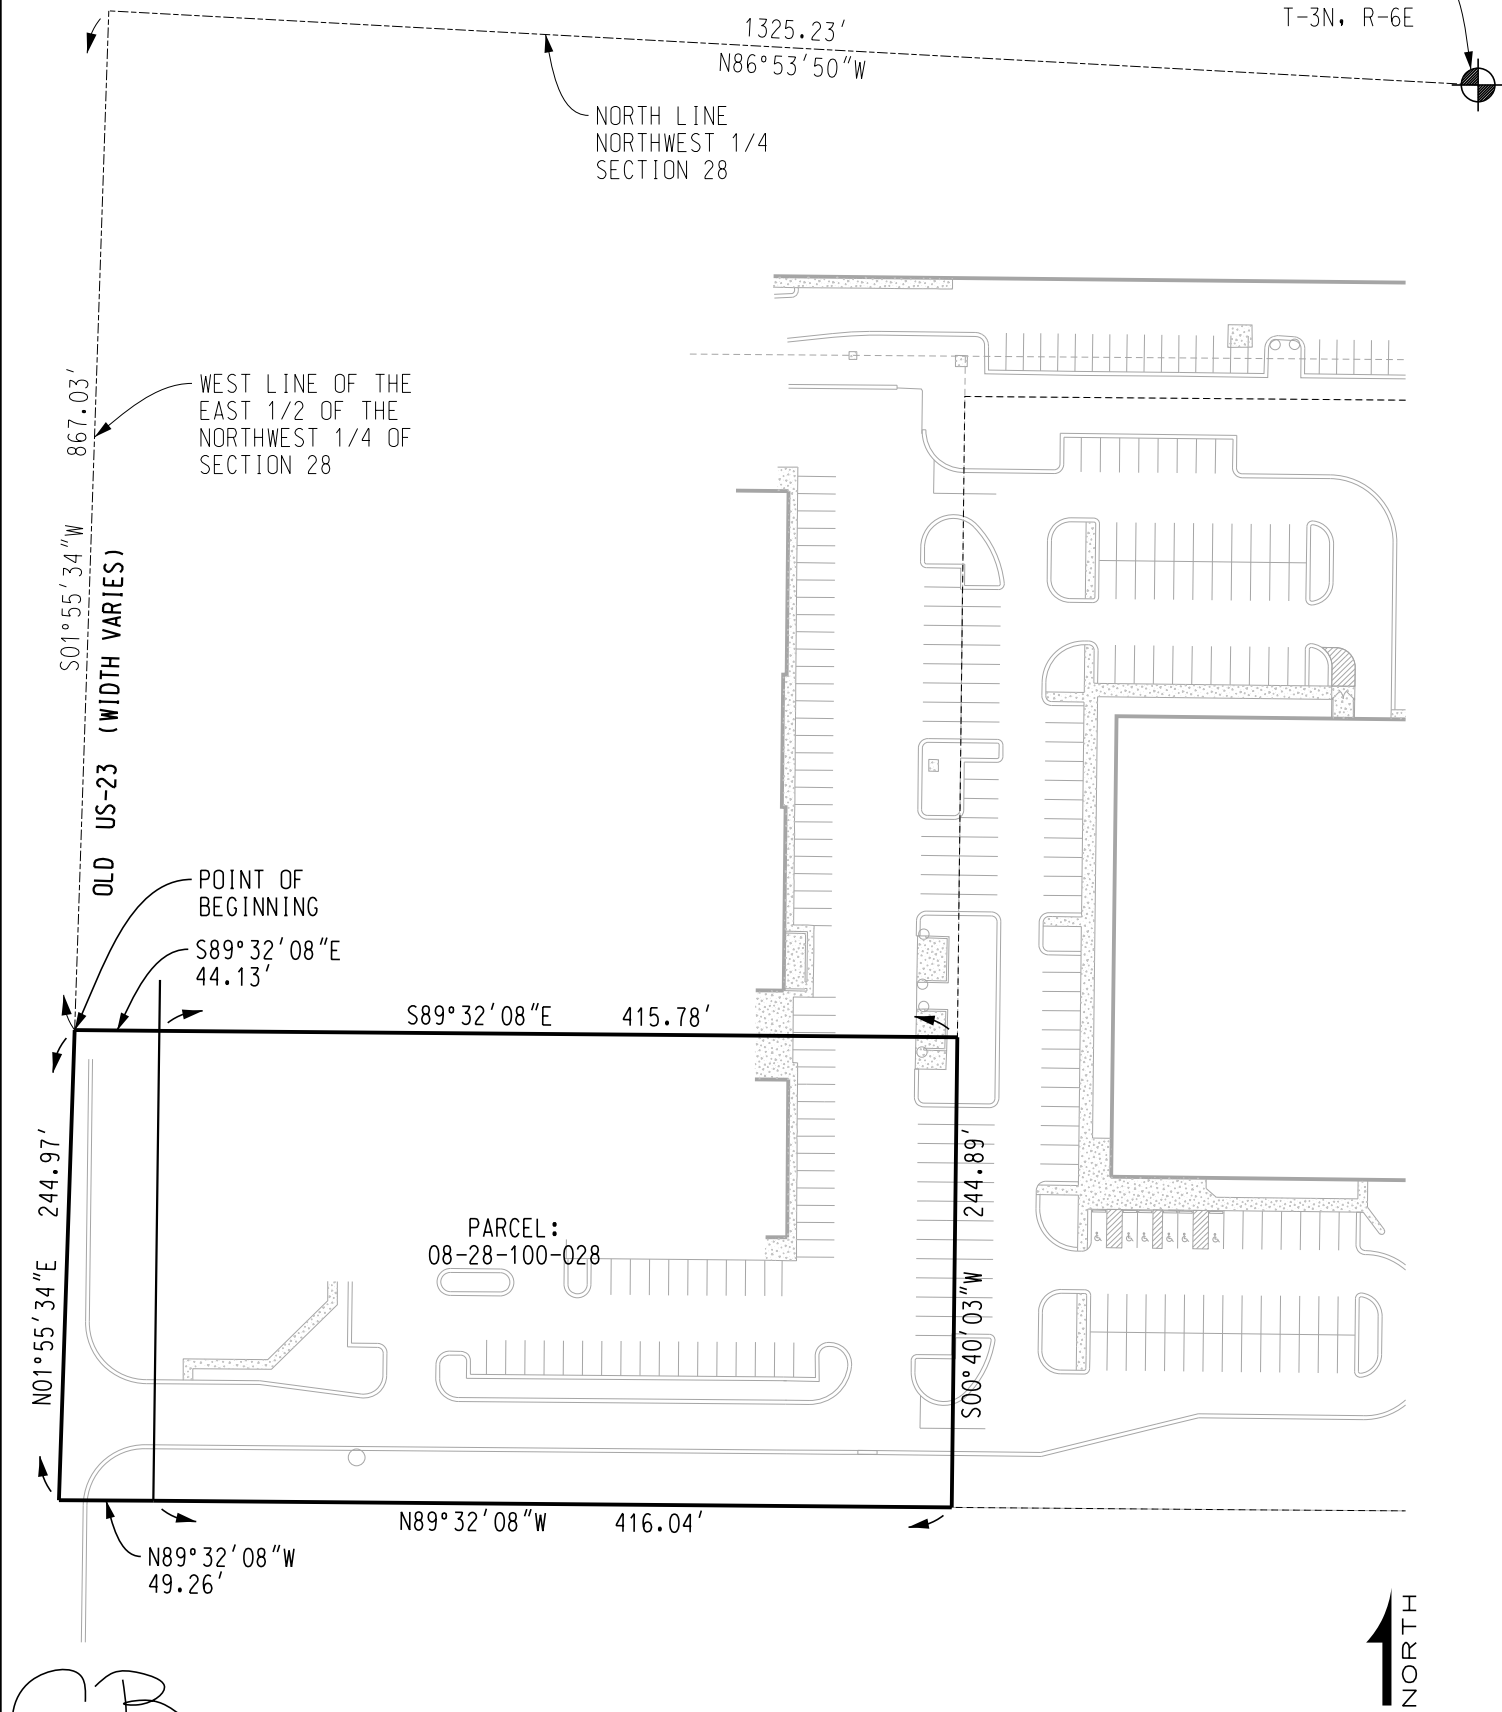 T-3N, R-6E
1325.23'
N86°53'50"W
NORTH LINE
NORTHWEST 1/4
SECTION 28
867.03'
S01°55'34"W
WEST LINE OF THE
EAST 1/2 OF THE
NORTHWEST 1/4 OF
SECTION 28
OLD US-23 (WIDTH VARIES)
POINT OF
BEGINNING
S89°32'08"E
44.13'
S89°32'08"E 415.78'
N01°55'34"E 244.97'
PARCEL:
08-28-100-028
S00°40'03"W 244.89'
N89°32'08"W 416.04'
N89°32'08"W
49.26'
NORTH